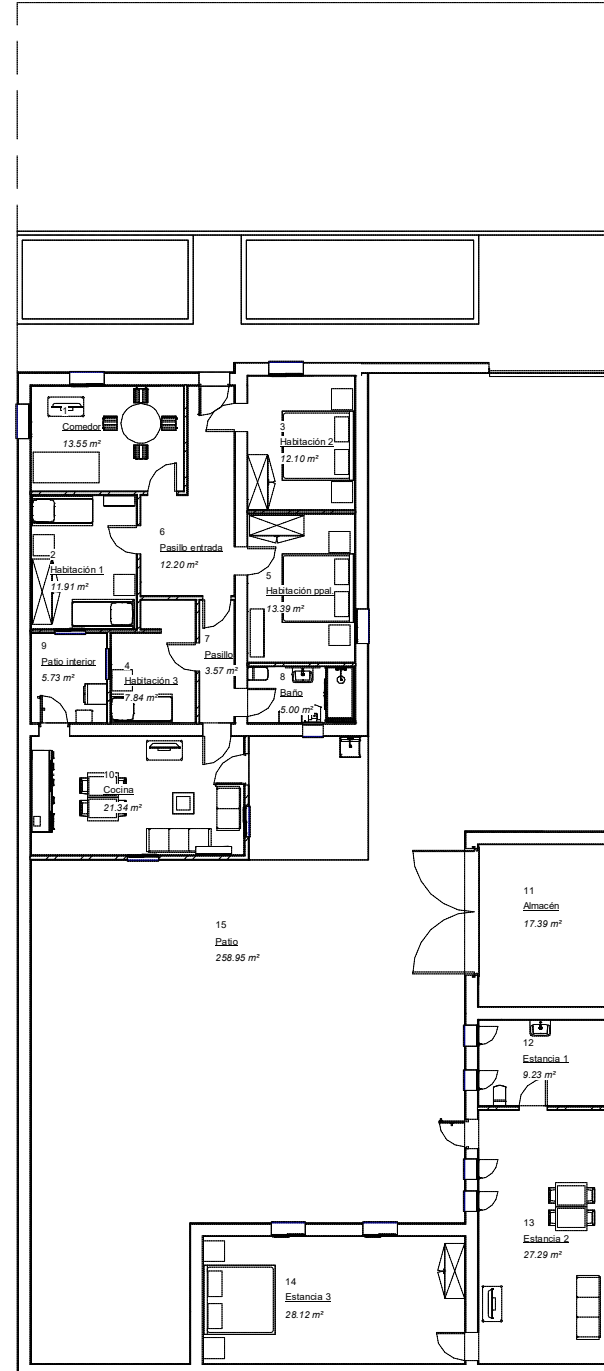 1
Comedor
13.55 m²
3
Habitación 2
12.10 m²
2
Habitación 1
11.91 m²
6
Pasillo entrada
12.20 m²
5
Habitación ppal.
13.39 m²
9
Patio interior
5.73 m²
4
Habitación 3
7.84 m²
7
Pasillo
3.57 m²
8
Baño
5.00 m²
10
Cocina
21.34 m²
11
Almacén
17.39 m²
15
Patio
258.95 m²
12
Estancia 1
9.23 m²
13
Estancia 2
27.29 m²
14
Estancia 3
28.12 m²